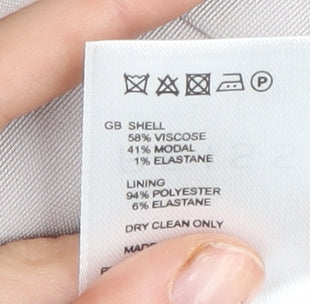 GB SHELL
58% VISCOSE
41% MODAL
1% ELASTANE
LINING
94% POLYESTER
6% ELASTANE
DRY CLEAN ONLY